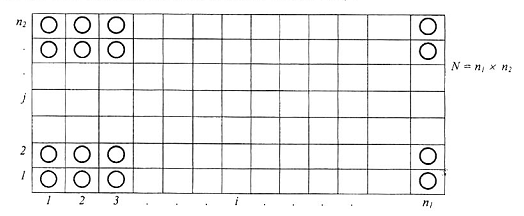 n₂
.
.
j
2
1
N = n₁ × n₂
1 2 3 . . . i . . . . n₁